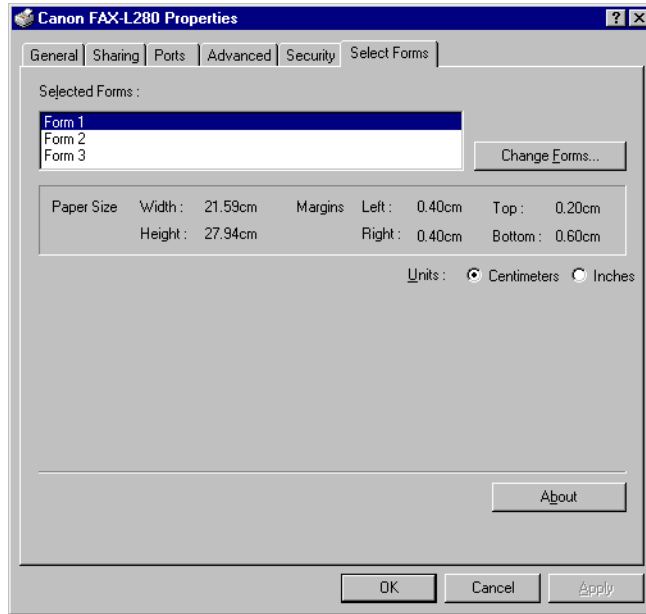 Canon FAX-L280 Properties
General Sharing Ports Advanced Security Select Forms
Selected Forms :
Form 1
Form 2
Form 3
Change Forms...
Paper Size Width : 21.59cm Margins Left : 0.40cm Top : 0.20cm
Height : 27.94cm Right : 0.40cm Bottom : 0.60cm
Units : Centimeters Inches
About
OK Cancel Apply